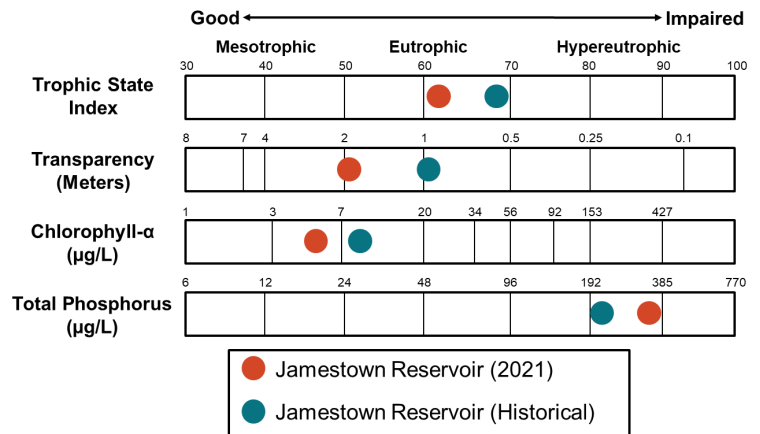 Good Impaired
Mesotrophic Eutrophic Hypereutrophic
30 40 50 60 70 80 90 100
Trophic State
Index
8 7 4 2 1 0.5 0.25 0.1
Transparency
(Meters)
1 3 7 20 34 56 92 153 427
Chlorophyll-α
(µg/L)
6 12 24 48 96 192 385 770
Total Phosphorus
(µg/L)
Jamestown Reservoir (2021)
Jamestown Reservoir (Historical)